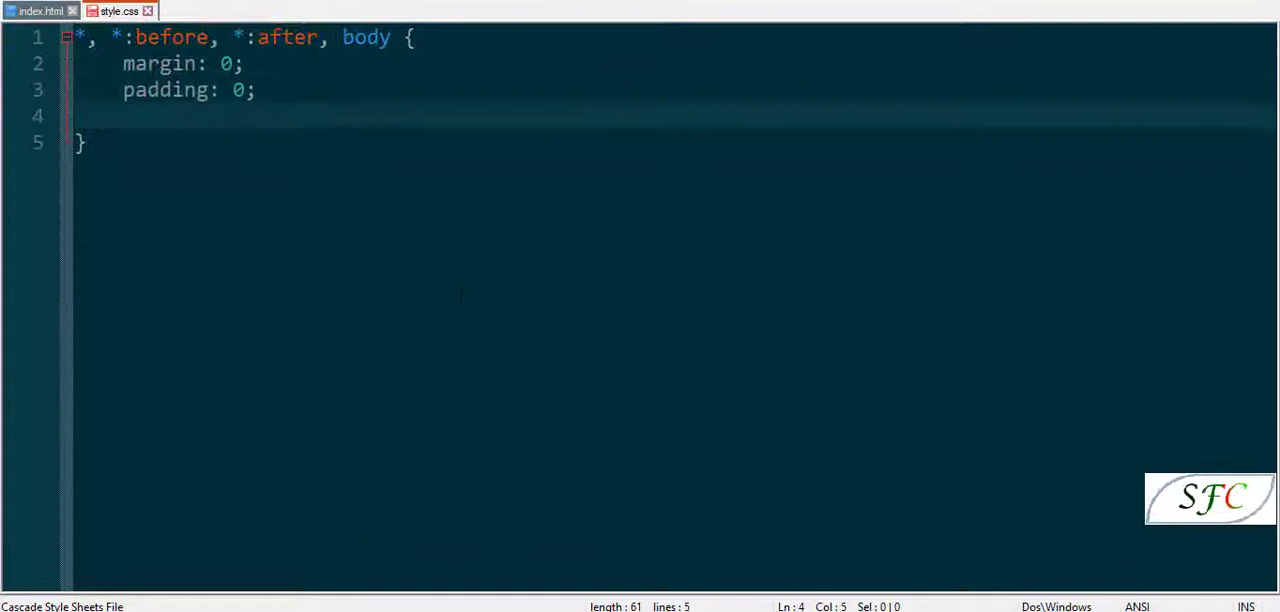 index.html style.css
1 *, *:before, *:after, body {
2 margin: 0;
3 padding: 0;
4
5 }
SFC
Cascade Style Sheets File length : 61 lines : 5 Ln : 4 Col : 5 Sel : 0 | 0 Dos\Windows ANSI INS